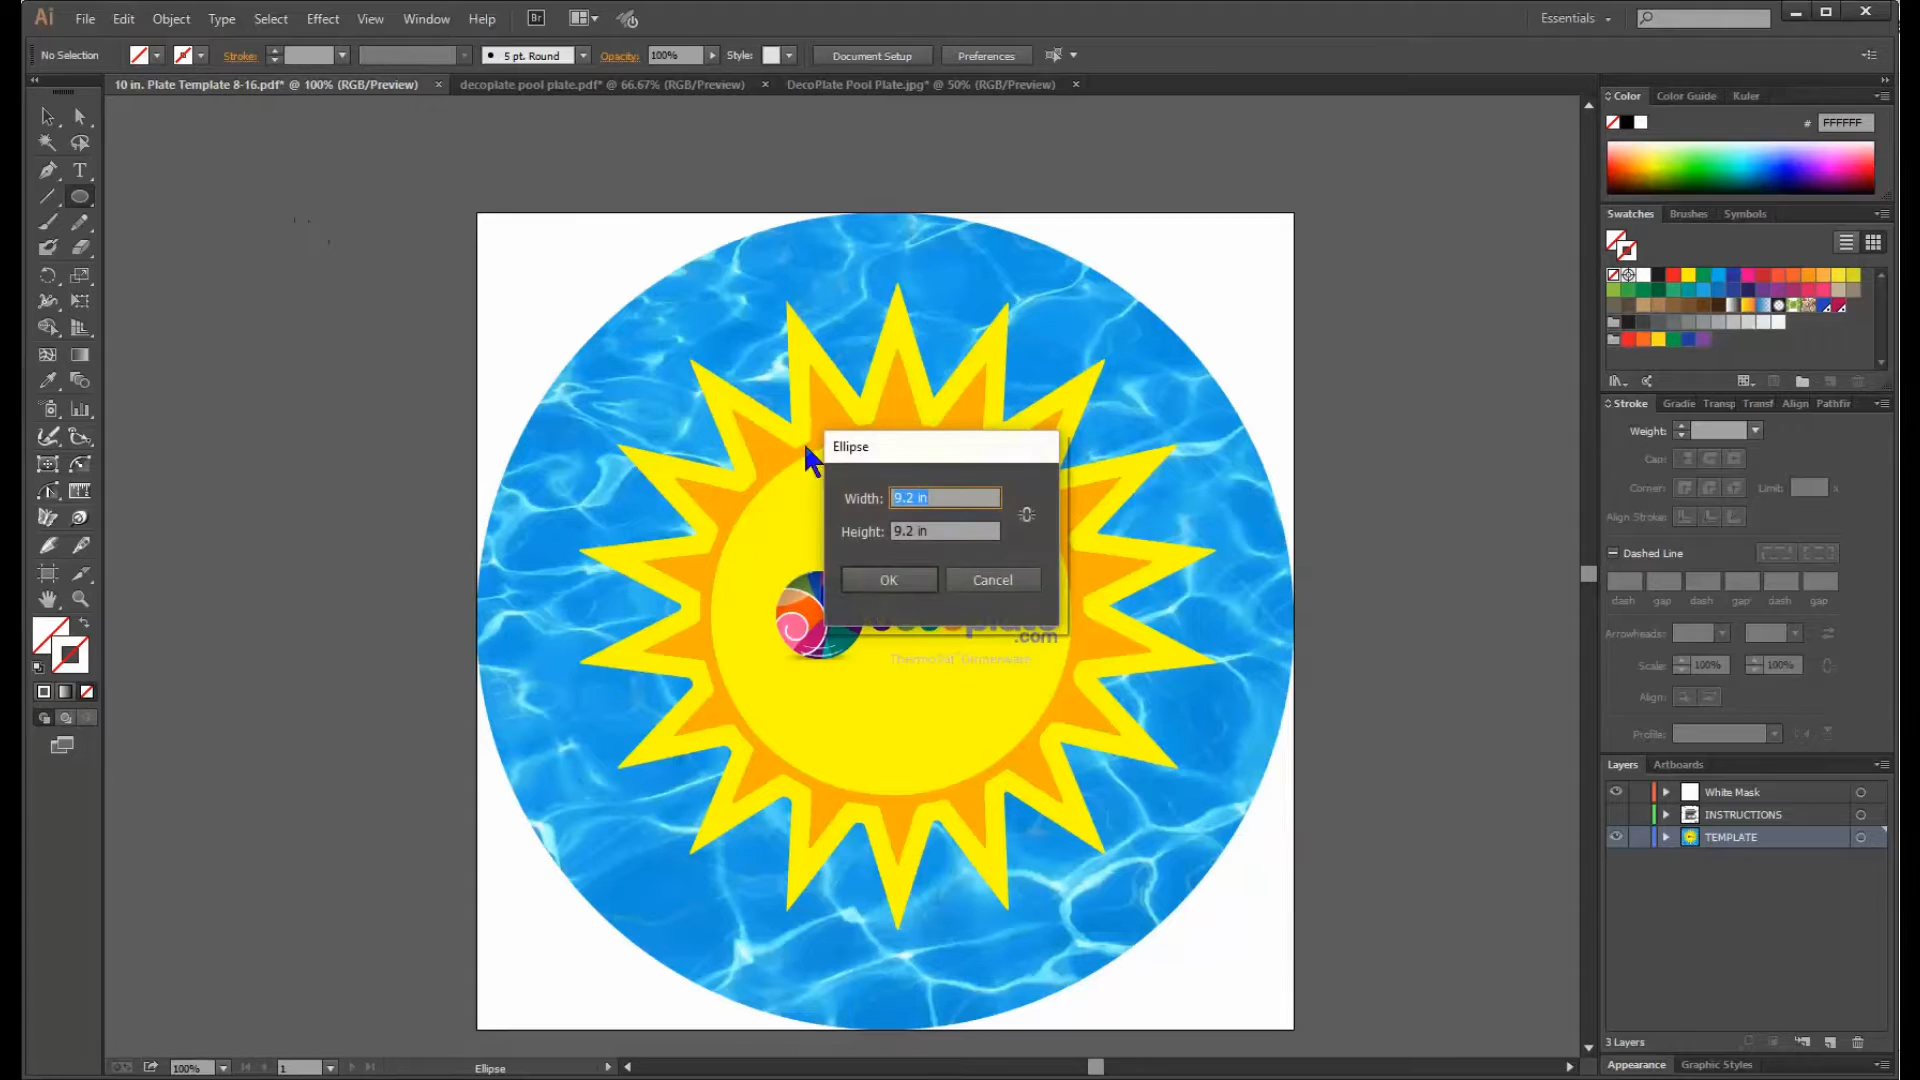 Ai File Edit Object Type Select Effect View Window Help Br Essentials
No Selection Stroke: 5 pt. Round Opacity: 100% Style: Document Setup Preferences
10 in. Plate Template 8-16.pdf* @ 100% (RGB/Preview) × decoplate pool plate.pdf* @ 66.67% (RGB/Preview) × DecoPlate Pool Plate.jpg* @ 50% (RGB/Preview) ×
Color Color Guide Kuler
# FFFFFF
Swatches Brushes Symbols
Stroke Gradie Transp Transf Align Pathfir
Weight:
Cap:
Corner: Limit: x
Align Stroke:
Dashed Line
dash gap dash gap dash gap
Arrowheads:
Scale: 100% 100%
Align:
Profile:
Ellipse
Width: 9.2 in
Height: 9.2 in
OK Cancel
.com
Layers Artboards
White Mask
INSTRUCTIONS
TEMPLATE
3 Layers
Appearance Graphic Styles
100% 1 Ellipse